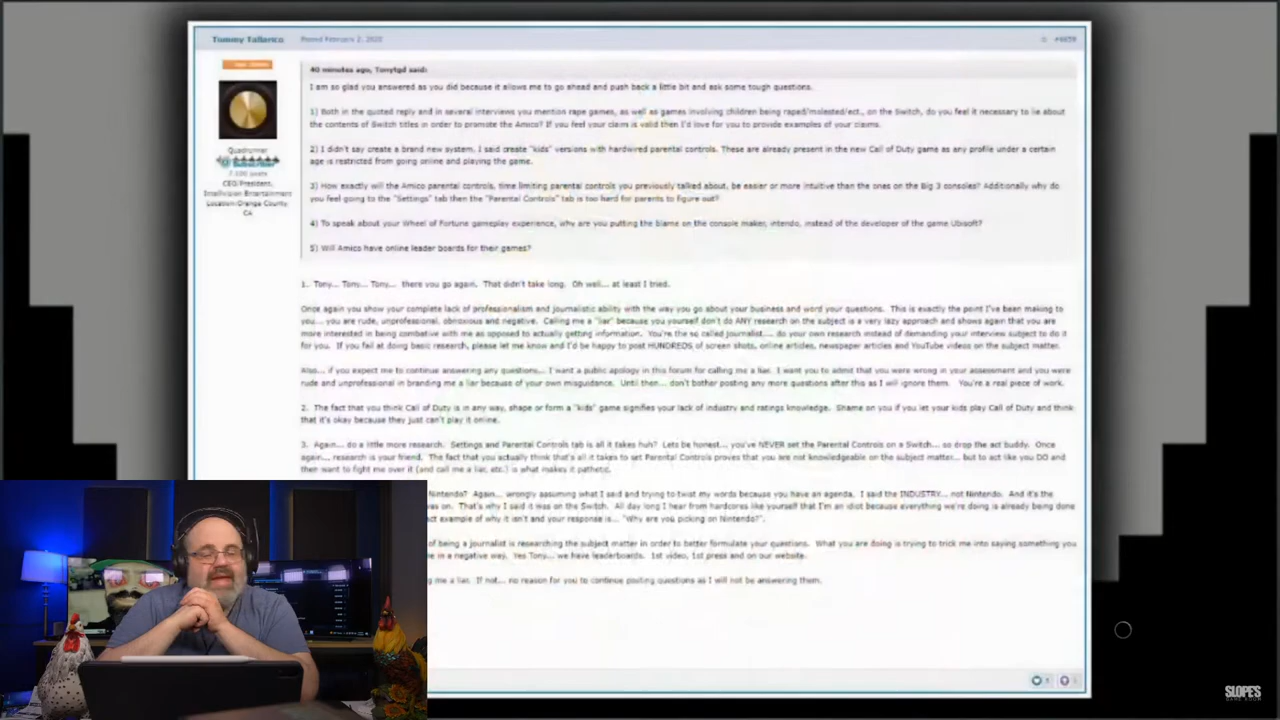 Tommy Tallarico Posted February 2, 2020 #4659
40 minutes ago, Tonytgd said:
I am so glad you answered as you did because it allows me to go ahead and push back a little bit and ask some tough questions.
1) Both in the quoted reply and in several interviews you mention rape games, as well as games involving children being raped/molested/ect., on the Switch, do you feel it necessary to lie about
the contents of Switch titles in order to promote the Amico? If you feel your claim is valid then I'd love for you to provide examples of your claims.
2) I didn't say create a brand new system, I said create "kids" versions with hardwired parental controls. These are already present in the new Call of Duty game as any profile under a certain
age is restricted from going online and playing the game.
3) How exactly will the Amico parental controls, time limiting parental controls you previously talked about, be easier or more intuitive than the ones on the Big 3 consoles? Additionally why do
you feel going to the "Settings" tab then the "Parental Controls" tab is too hard for parents to figure out?
4) To speak about your Wheel of Fortune gameplay experience, why are you putting the blame on the console maker, intendo, instead of the developer of the game Ubisoft?
5) Will Amico have online leader boards for their games?
Quadrunner
Subscriber
7,100 posts
CEO/President,
Intellivision Entertainment
Location:Orange County,
CA
1. Tony... Tony... Tony... there you go again. That didn't take long. Oh well... at least I tried.
Once again you show your complete lack of professionalism and journalistic ability with the way you go about your business and word your questions. This is exactly the point I've been making to
you... you are rude, unprofessional, obnoxious and negative. Calling me a "liar" because you yourself don't do ANY research on the subject is a very lazy approach and shows again that you are
more interested in being combative with me as opposed to actually getting information. You're the so called journalist.... do your own research instead of demanding your interview subject to do it
for you. If you fail at doing basic research, please let me know and I'd be happy to post HUNDREDS of screen shots, online articles, newspaper articles and YouTube videos on the subject matter.
Also... if you expect me to continue answering any questions... I want a public apology in this forum for calling me a liar. I want you to admit that you were wrong in your assessment and you were
rude and unprofessional in branding me a liar because of your own misguidance. Until then... don't bother posting any more questions after this as I will ignore them. You're a real piece of work.
2. The fact that you think Call of Duty is in any way, shape or form a "kids" game signifies your lack of industry and ratings knowledge. Shame on you if you let your kids play Call of Duty and think
that it's okay because they just can't play it online.
3. Again... do a little more research. Settings and Parental Controls tab is all it takes huh? Lets be honest... you've NEVER set the Parental Controls on a Switch... so drop the act buddy. Once
again... research is your friend. The fact that you actually think that's all it takes to set Parental Controls proves that you are not knowledgeable on the subject matter... but to act like you DO and
then want to fight me over it (and call me a liar, etc.) is what makes it pathetic.
Nintendo? Again... wrongly assuming what I said and trying to twist my words because you have an agenda. I said the INDUSTRY... not Nintendo. And it's the
was on. That's why I said it was on the Switch. All day long I hear from hardcores like yourself that I'm an idiot because everything we're doing is already being done
ct example of why it isn't and your response is... "Why are you picking on Nintendo?".
of being a journalist is researching the subject matter in order to better formulate your questions. What you are doing is trying to trick me into saying something you
me in a negative way. Yes Tony... we have leaderboards. 1st video, 1st press and on our website.
g me a liar. If not... no reason for you to continue posting questions as I will not be answering them.
SLOPE'S
GAME ROOM